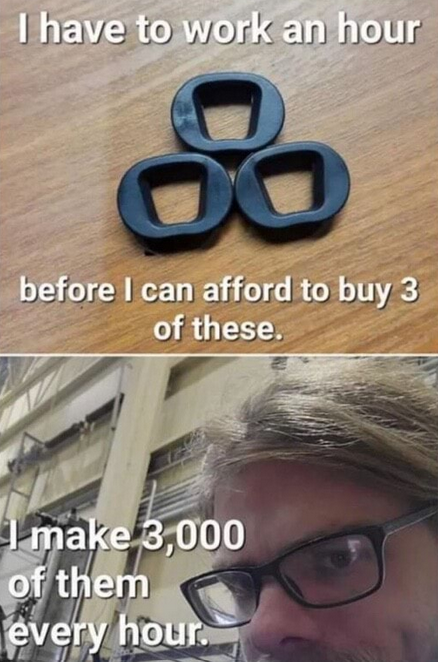 I have to work an hour
before I can afford to buy 3
of these.
I make 3,000
of them
every hour.